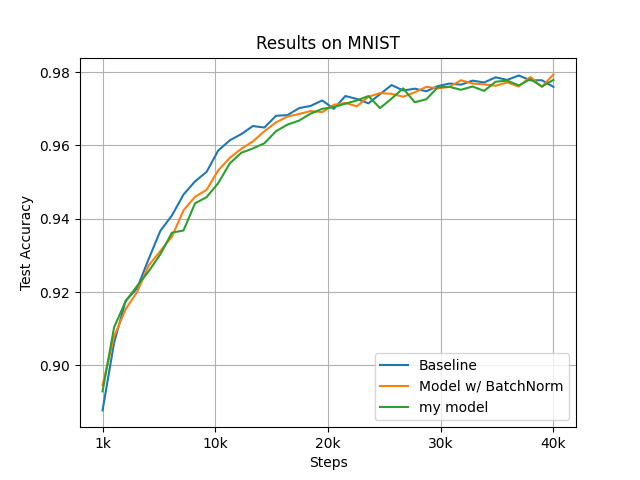 Results on MNIST
0.98
0.96
0.94
0.92
0.90
Test Accuracy
Baseline
Model w/ BatchNorm
my model
1k 10k 20k 30k 40k
Steps